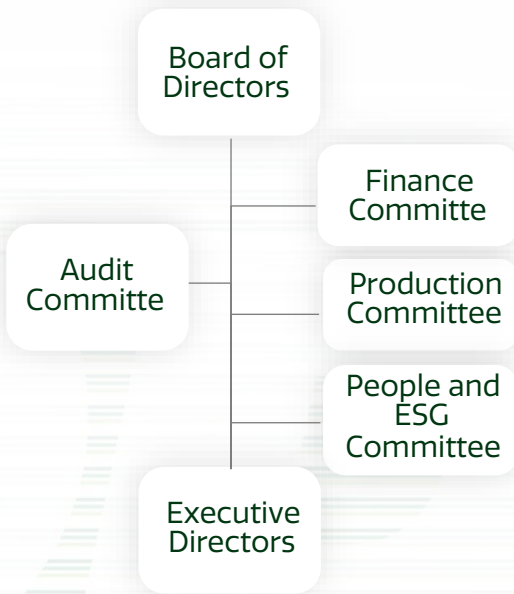 Board of
Directors
Finance
Committe
Audit
Committe
Production
Committee
People and
ESG
Committee
Executive
Directors